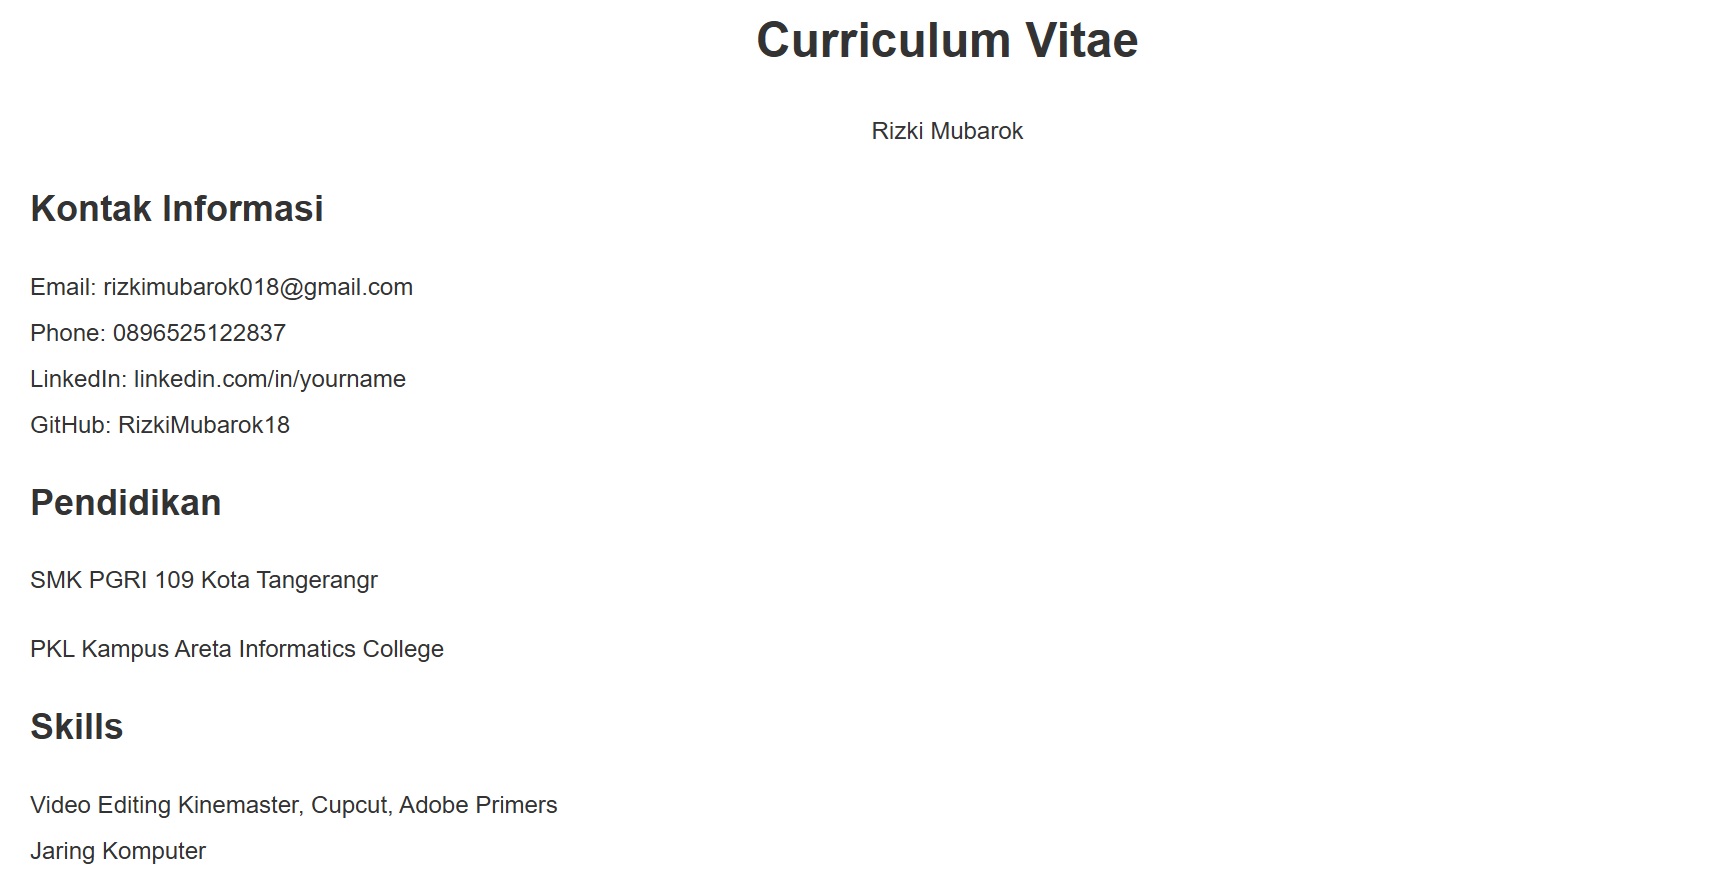 Curriculum Vitae
Rizki Mubarok
Kontak Informasi
Email: rizkimubarok018@gmail.com
Phone: 0896525122837
LinkedIn: linkedin.com/in/yourname
GitHub: RizkiMubarok18
Pendidikan
SMK PGRI 109 Kota Tangerangr
PKL Kampus Areta Informatics College
Skills
Video Editing Kinemaster, Cupcut, Adobe Primers
Jaring Komputer